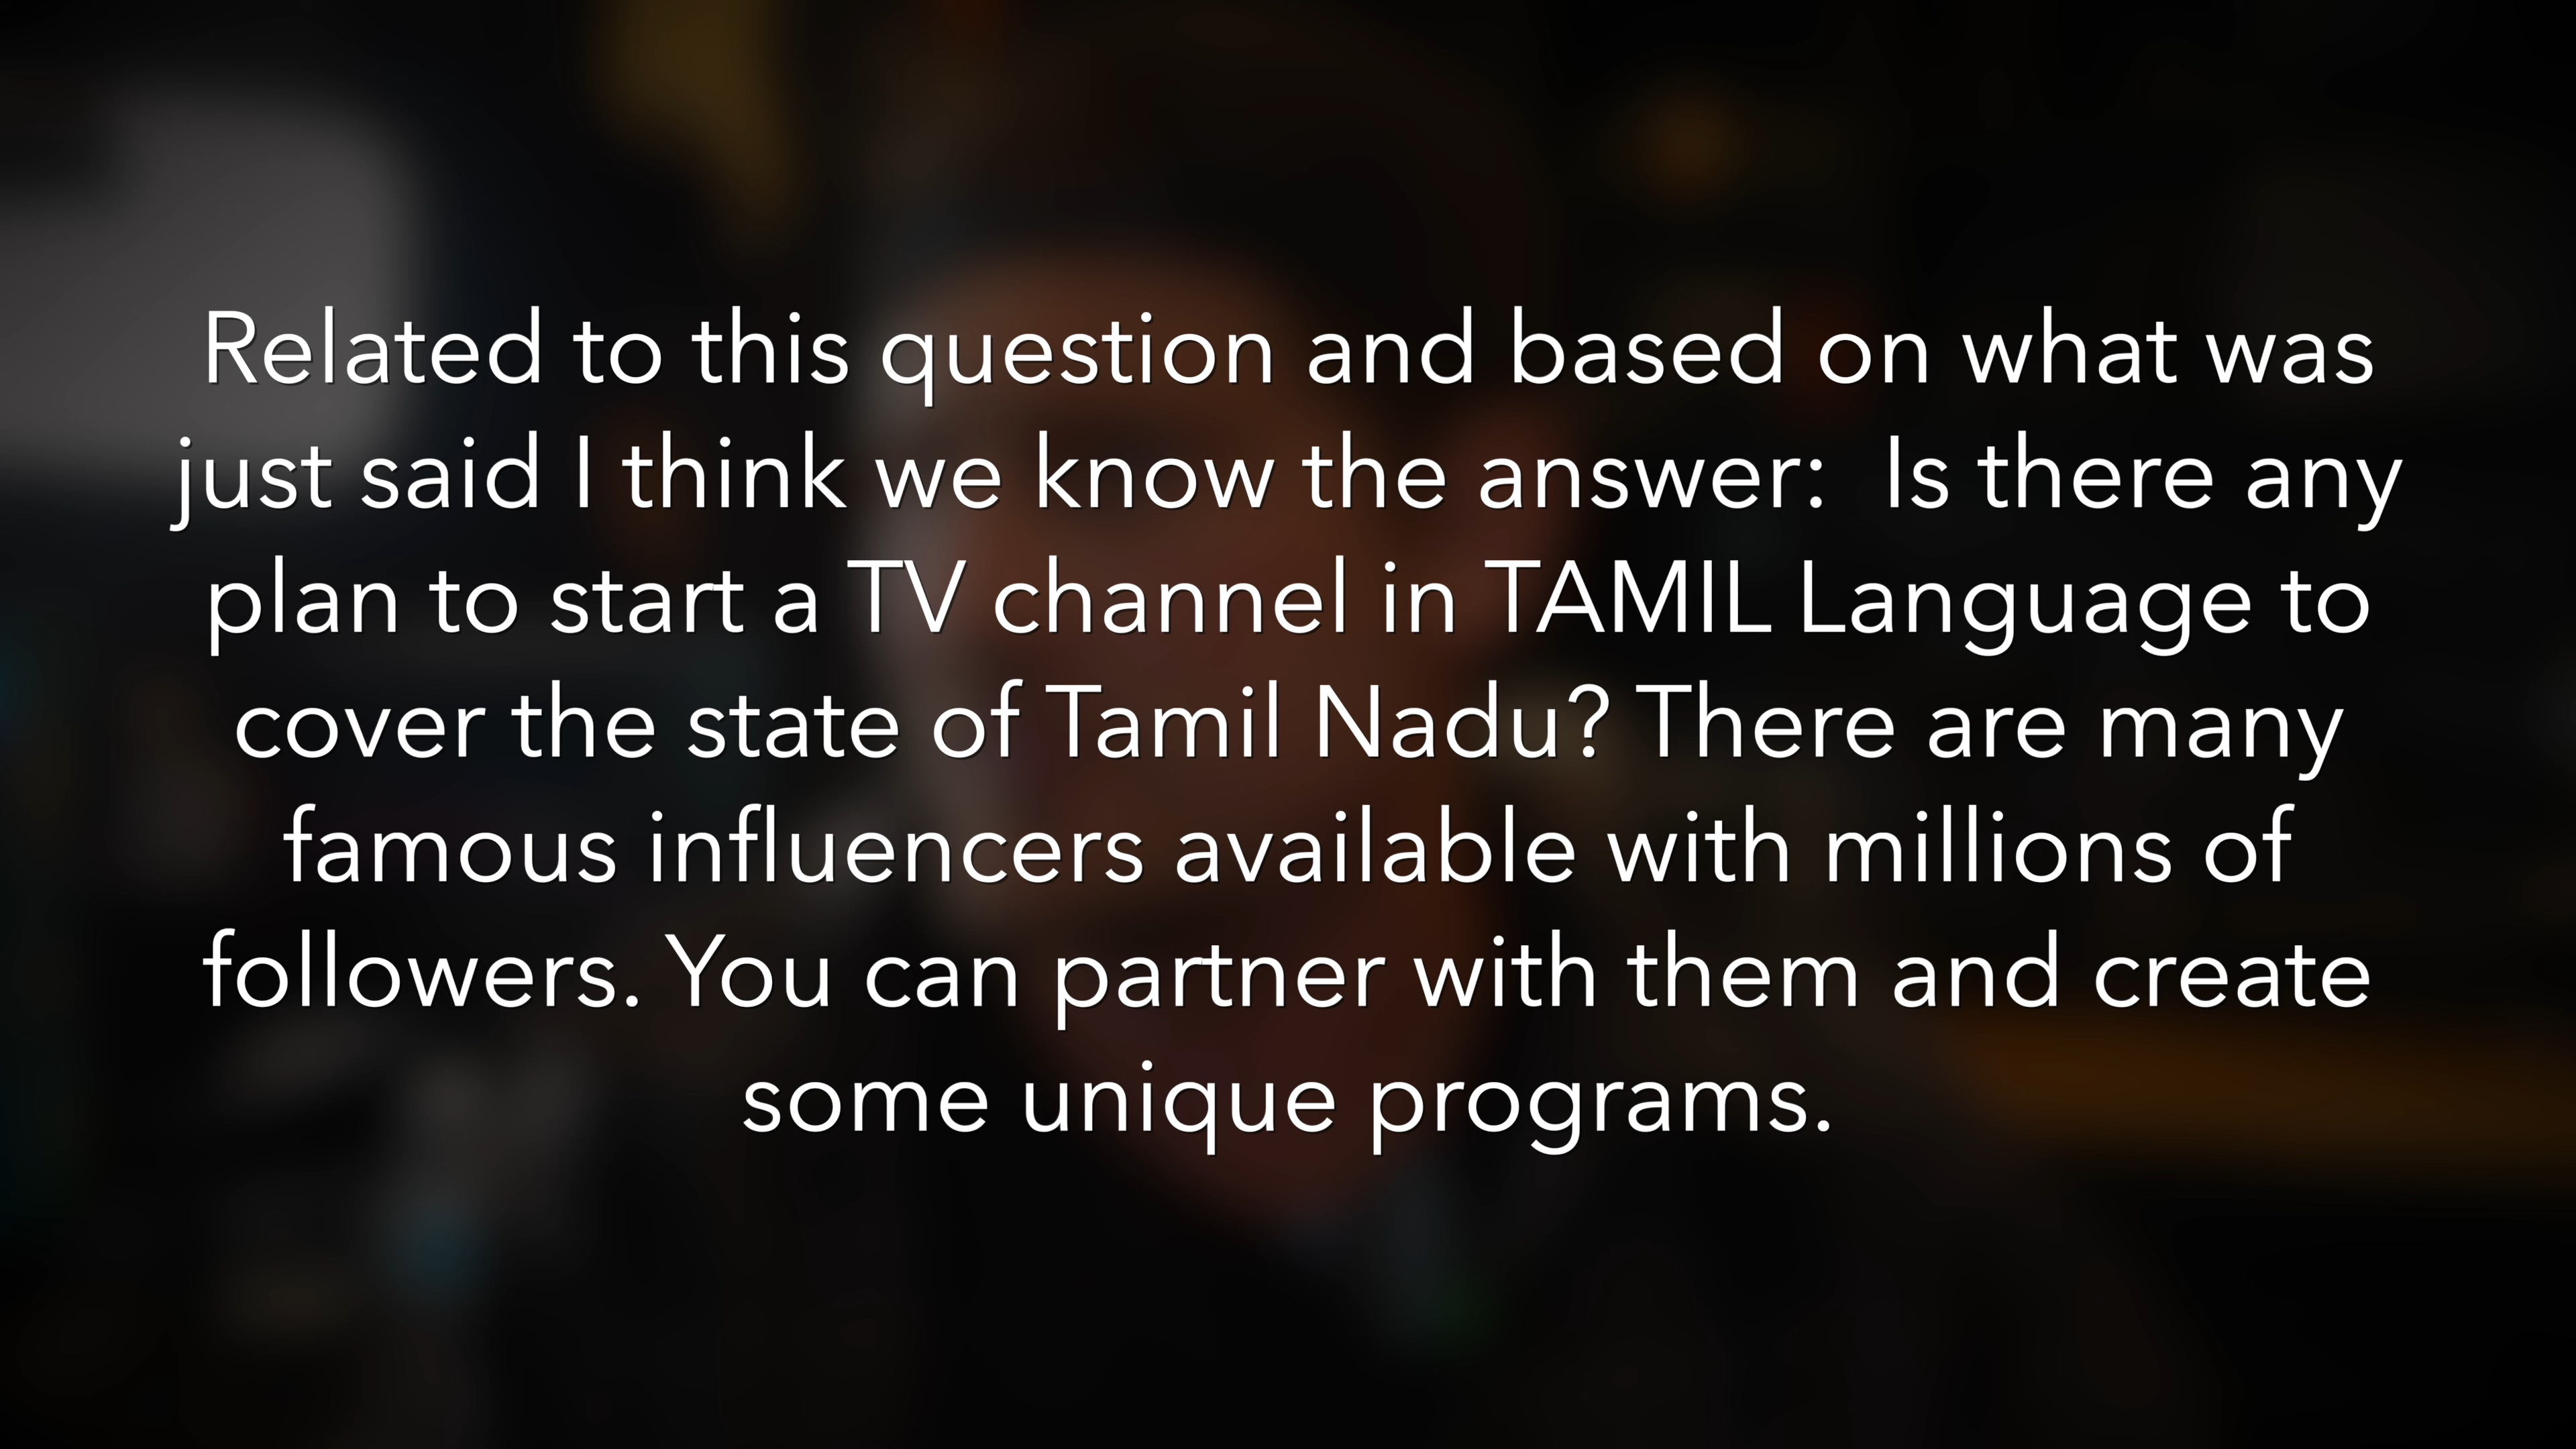 Related to this question and based on what was
just said I think we know the answer:  Is there any
plan to start a TV channel in TAMIL Language to
cover the state of Tamil Nadu? There are many
famous influencers available with millions of
followers. You can partner with them and create
some unique programs.